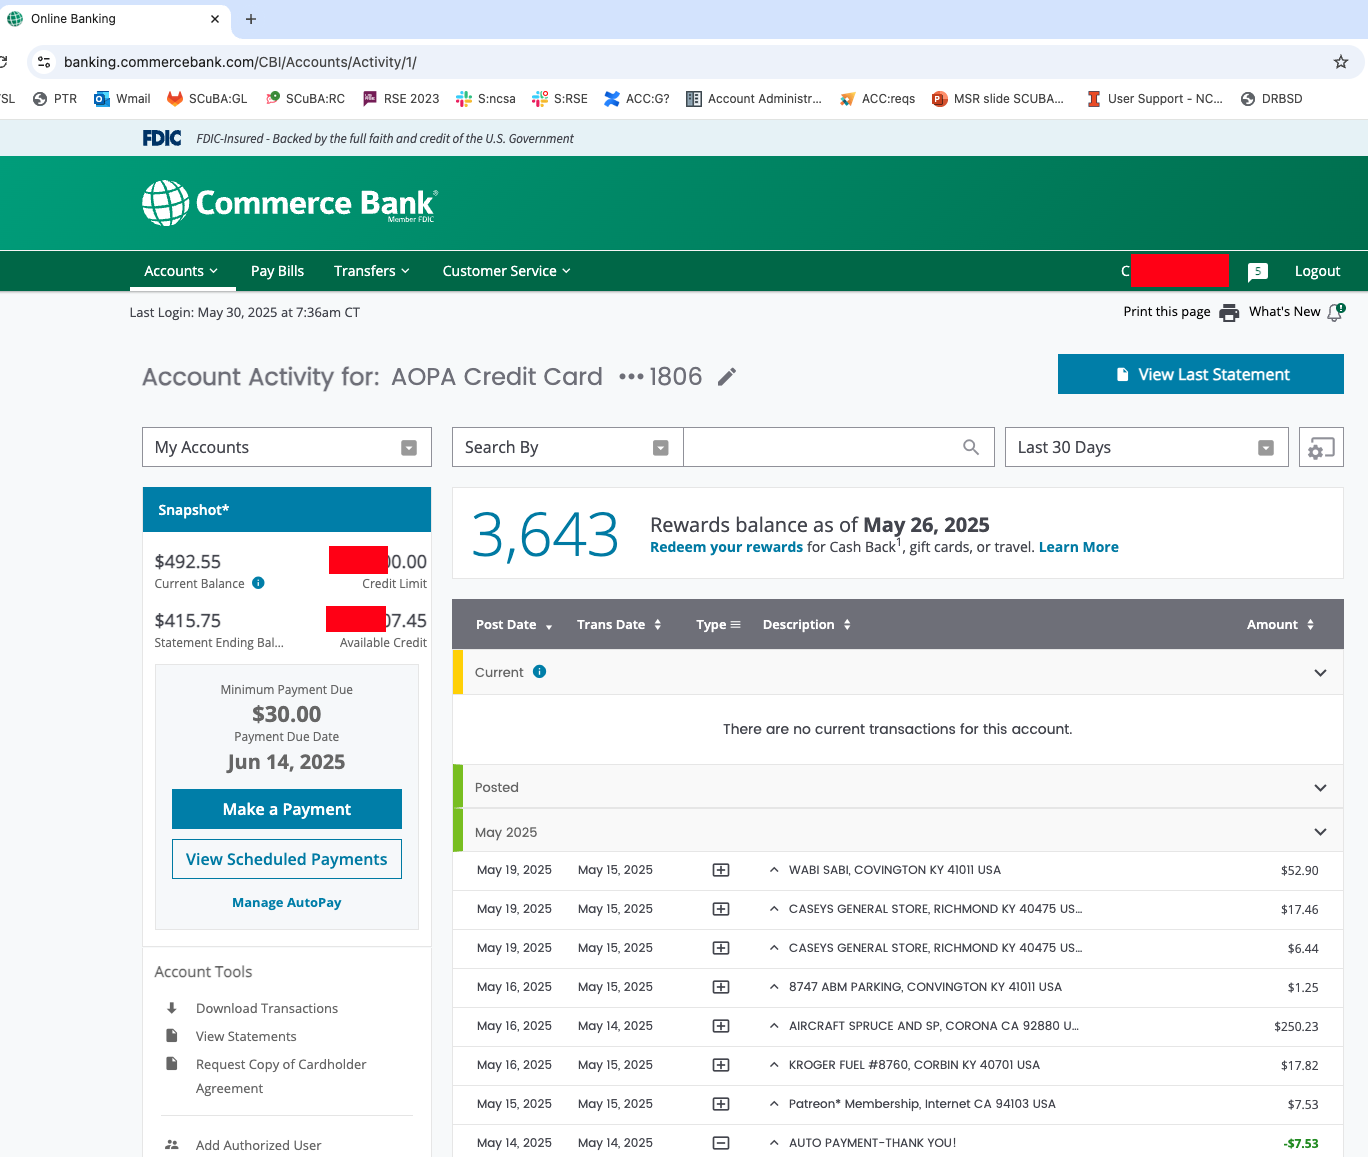 Online Banking
banking.commercebank.com/CBI/Accounts/Activity/1/
SL PTR Wmail SCuBA:GL SCuBA:RC RSE 2023 S:ncsa S:RSE ACC:G? Account Administr... ACC:reqs MSR slide SCUBA... User Support - NC... DRBSD
FDIC FDIC-Insured - Backed by the full faith and credit of the U.S. Government
Commerce Bank®
Member FDIC
Accounts Pay Bills Transfers Customer Service C 5 Logout
Last Login: May 30, 2025 at 7:36am CT Print this page What's New
Account Activity for: AOPA Credit Card •••1806 View Last Statement
My Accounts Search By Last 30 Days
Snapshot*
$492.55 00.00
Current Balance Credit Limit
$415.75 07.45
Statement Ending Bal... Available Credit
Minimum Payment Due
$30.00
Payment Due Date
Jun 14, 2025
Make a Payment
View Scheduled Payments
Manage AutoPay
Account Tools
Download Transactions
View Statements
Request Copy of Cardholder
Agreement
Add Authorized User
3,643 Rewards balance as of May 26, 2025
Redeem your rewards for Cash Back1, gift cards, or travel. Learn More
Post Date Trans Date Type Description Amount
Current
There are no current transactions for this account.
Posted
May 2025
May 19, 2025 May 15, 2025 WABI SABI, COVINGTON KY 41011 USA $52.90
May 19, 2025 May 15, 2025 CASEYS GENERAL STORE, RICHMOND KY 40475 US... $17.46
May 19, 2025 May 15, 2025 CASEYS GENERAL STORE, RICHMOND KY 40475 US... $6.44
May 16, 2025 May 15, 2025 8747 ABM PARKING, CONVINGTON KY 41011 USA $1.25
May 16, 2025 May 14, 2025 AIRCRAFT SPRUCE AND SP, CORONA CA 92880 U... $250.23
May 16, 2025 May 15, 2025 KROGER FUEL #8760, CORBIN KY 40701 USA $17.82
May 15, 2025 May 15, 2025 Patreon* Membership, Internet CA 94103 USA $7.53
May 14, 2025 May 14, 2025 AUTO PAYMENT-THANK YOU! -$7.53